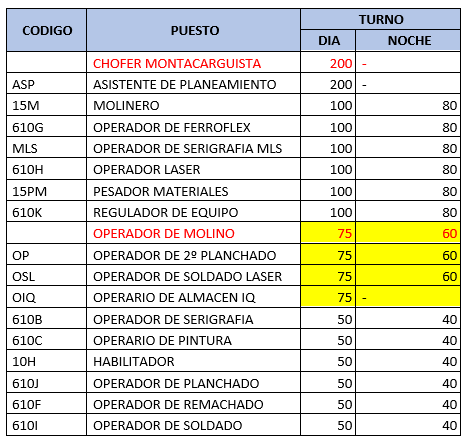 CODIGO PUESTO TURNO
DIA NOCHE
CHOFER MONTACARGUISTA 200 -
ASP ASISTENTE DE PLANEAMIENTO 200 -
15M MOLINERO 100 80
610G OPERADOR DE FERROFLEX 100 80
MLS OPERADOR DE SERIGRAFIA MLS 100 80
610H OPERADOR LASER 100 80
15PM PESADOR MATERIALES 100 80
610K REGULADOR DE EQUIPO 100 80
OPERADOR DE MOLINO 75 60
OP OPERADOR DE 2º PLANCHADO 75 60
OSL OPERADOR DE SOLDADO LASER 75 60
OIQ OPERARIO DE ALMACEN IQ 75 -
610B OPERADOR DE SERIGRAFIA 50 40
610C OPERARIO DE PINTURA 50 40
10H HABILITADOR 50 40
610J OPERADOR DE PLANCHADO 50 40
610F OPERADOR DE REMACHADO 50 40
610I OPERADOR DE SOLDADO 50 40